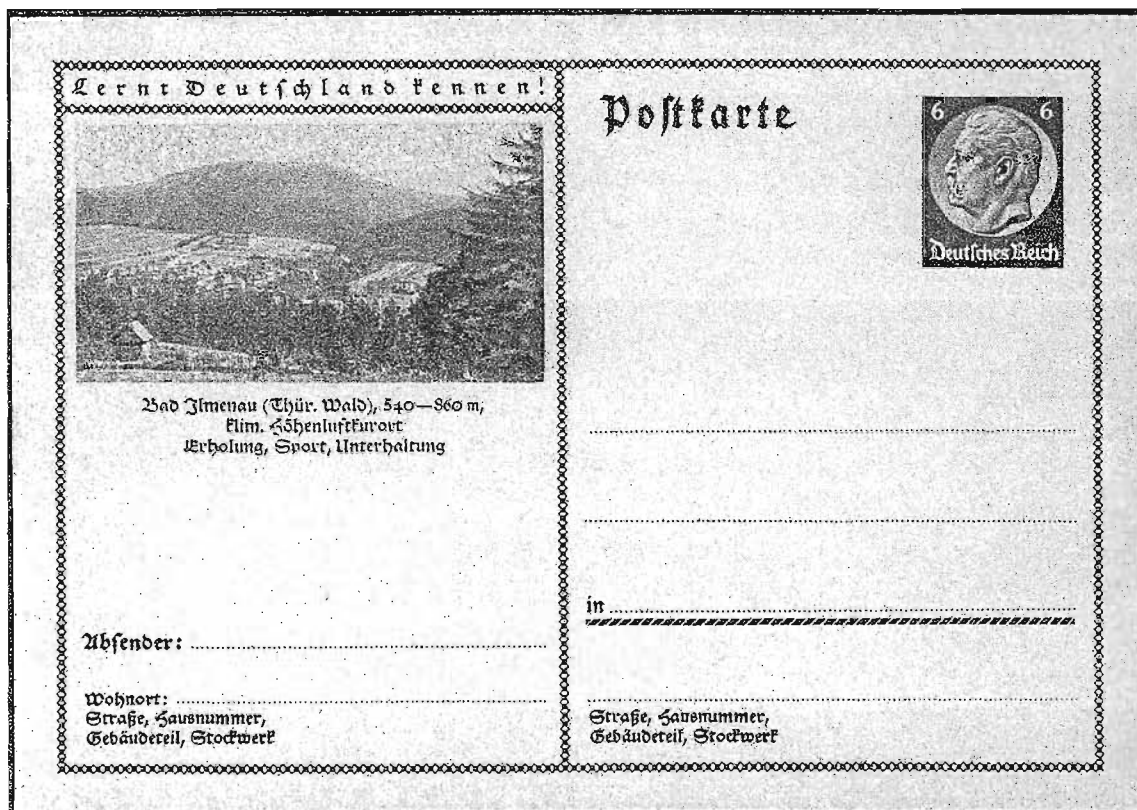 Lernt Deutschland kennen!
Bad Ilmenau (Thür. Wald), 540—860 m,
klim. Höhenluftkurort
Erholung, Sport, Unterhaltung
Absender:
Wohnort:
Straße, Hausnummer,
Gebäudeteil, Stockwerk
Postkarte
6 6
Deutsches Reich
in
Straße, Hausnummer,
Gebäudeteil, Stockwerk